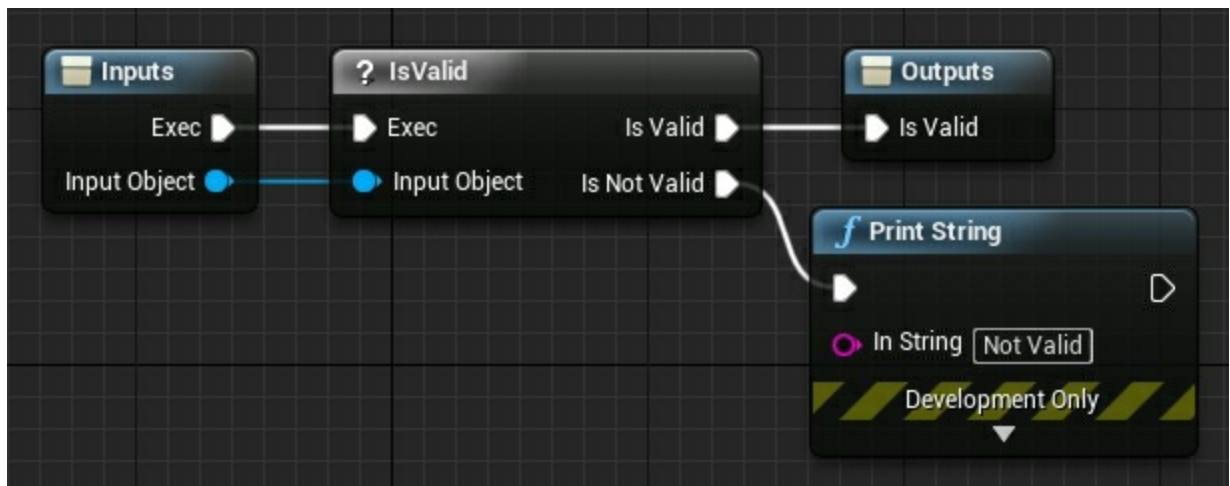 Inputs
Exec
Input Object
? IsValid
Exec
Is Valid
Input Object
Is Not Valid
Outputs
Is Valid
f Print String
In String Not Valid
Development Only